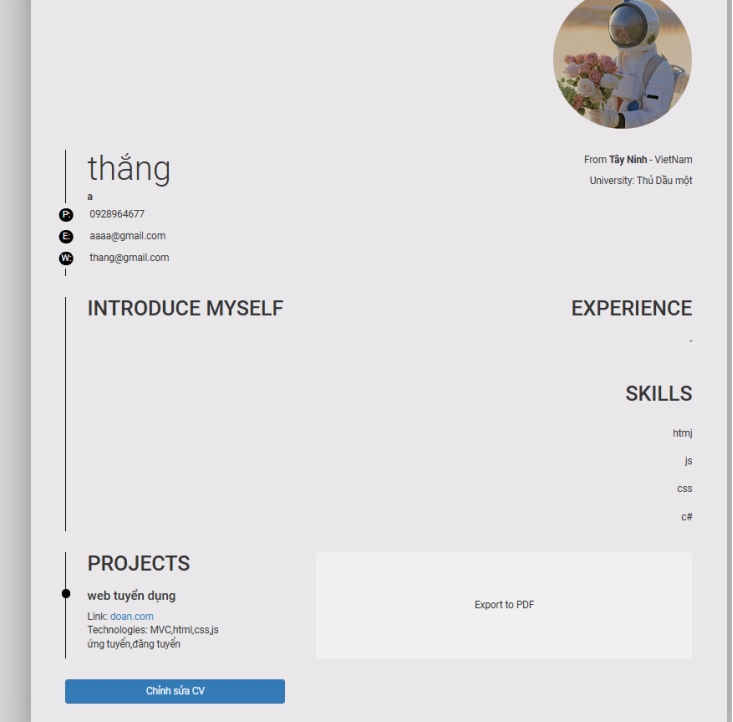 thắng
a
P: 0928964677
E: aaaa@gmail.com
W: thang@gmail.com
From Tây Ninh - VietNam
University: Thủ Dầu một
INTRODUCE MYSELF
EXPERIENCE
-
SKILLS
htmj
js
css
c#
PROJECTS
web tuyển dụng
Link: doan.com
Technologies: MVC,html,css,js
ứng tuyển,đăng tuyển
Export to PDF
Chỉnh sửa CV